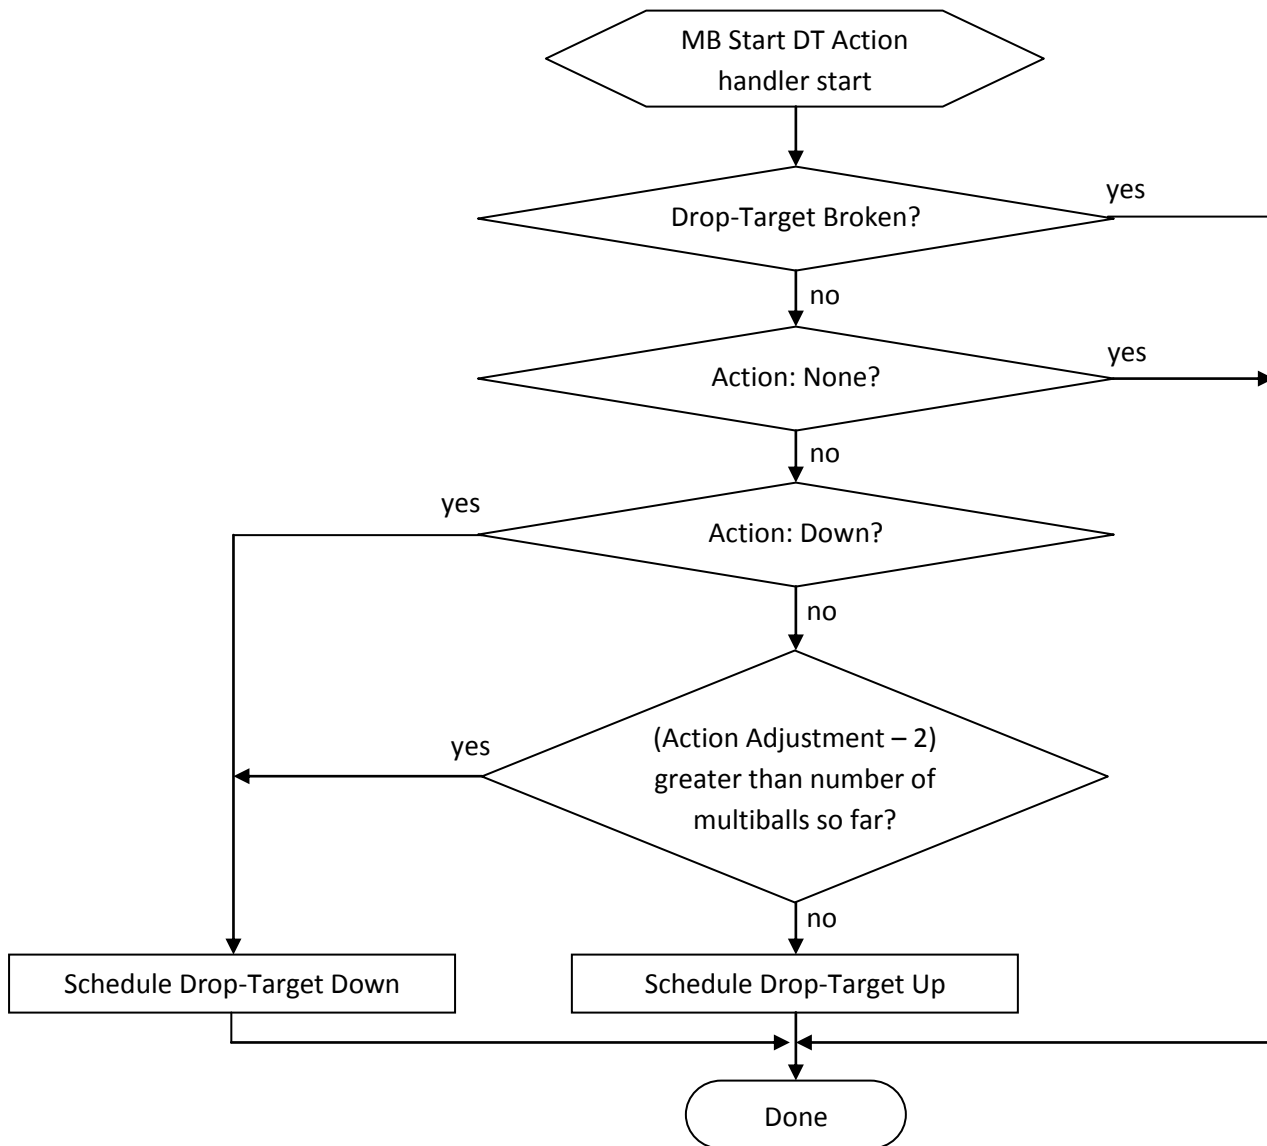 MB Start DT Action
handler start
yes
Drop-Target Broken?
no
yes
Action: None?
no
yes
Action: Down?
no
yes
(Action Adjustment – 2)
greater than number of
multiballs so far?
no
Schedule Drop-Target Down
Schedule Drop-Target Up
Done